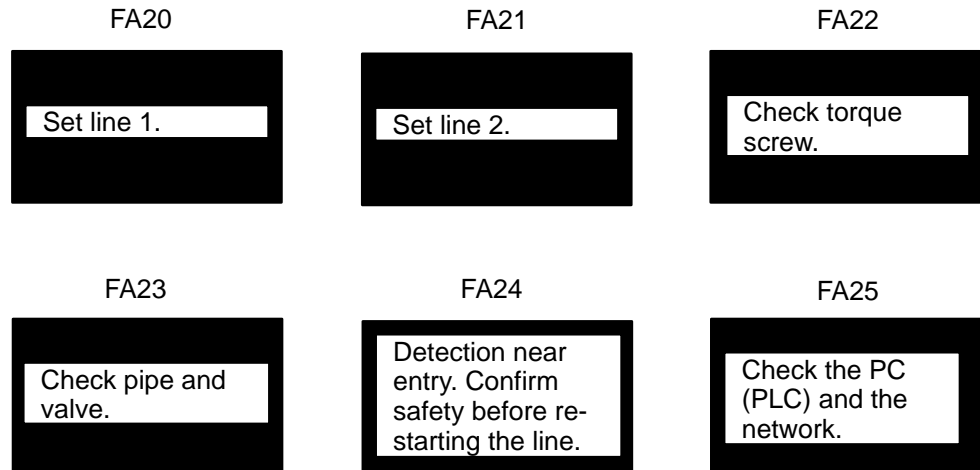 FA20
FA21
FA22
Set line 1.
Set line 2.
Check torque
screw.
FA23
FA24
FA25
Check pipe and
valve.
Detection near
entry. Confirm
safety before re-
starting the line.
Check the PC
(PLC) and the
network.